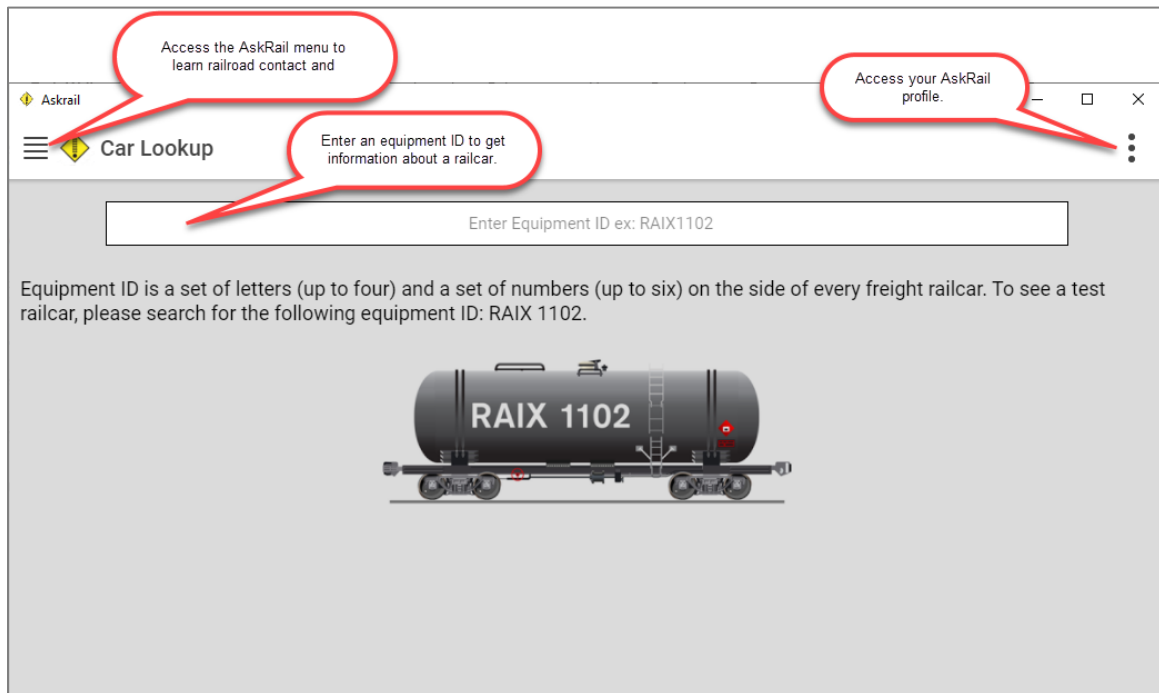 Access the AskRail menu to
learn railroad contact and
Access your AskRail
profile.
Askrail
Car Lookup
Enter an equipment ID to get
information about a railcar.
Enter Equipment ID ex: RAIX1102
Equipment ID is a set of letters (up to four) and a set of numbers (up to six) on the side of every freight railcar. To see a test
railcar, please search for the following equipment ID: RAIX 1102.
RAIX 1102